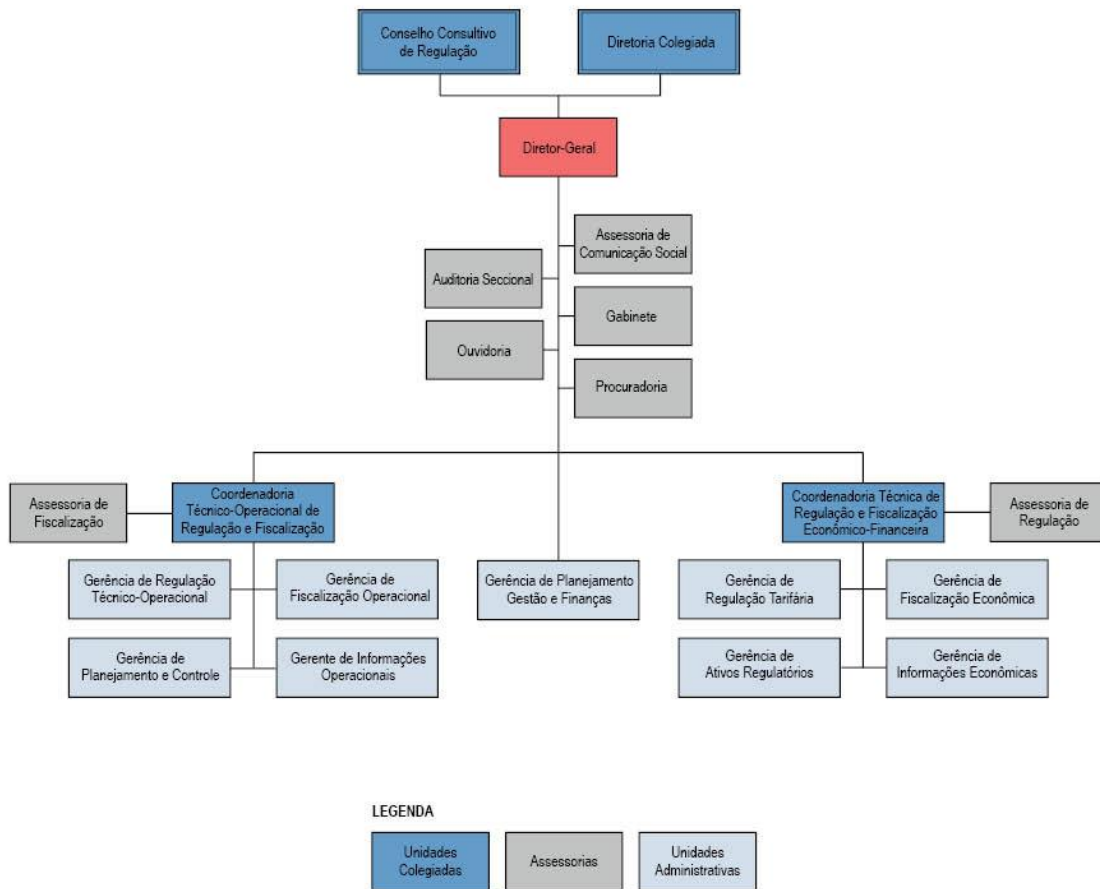 Conselho Consultivo
de Regulação
Diretoria Colegiada
Diretor-Geral
Assessoria de
Comunicação Social
Auditoria Seccional
Gabinete
Ouvidoria
Procuradoria
Assessoria de
Fiscalização
Coordenadoria
Técnico-Operacional de
Regulação e Fiscalização
Coordenadoria Técnica de
Regulação e Fiscalização
Econômico-Financeira
Assessoria de
Regulação
Gerência de Regulação
Técnico-Operacional
Gerência de
Fiscalização Operacional
Gerência de Planejamento
Gestão e Finanças
Gerência de
Regulação Tarifária
Gerência de
Fiscalização Econômica
Gerência de
Planejamento e Controle
Gerente de Informações
Operacionais
Gerência de
Ativos Regulatórios
Gerência de
Informações Econômicas
LEGENDA
Unidades
Colegiadas
Assessorias
Unidades
Administrativas